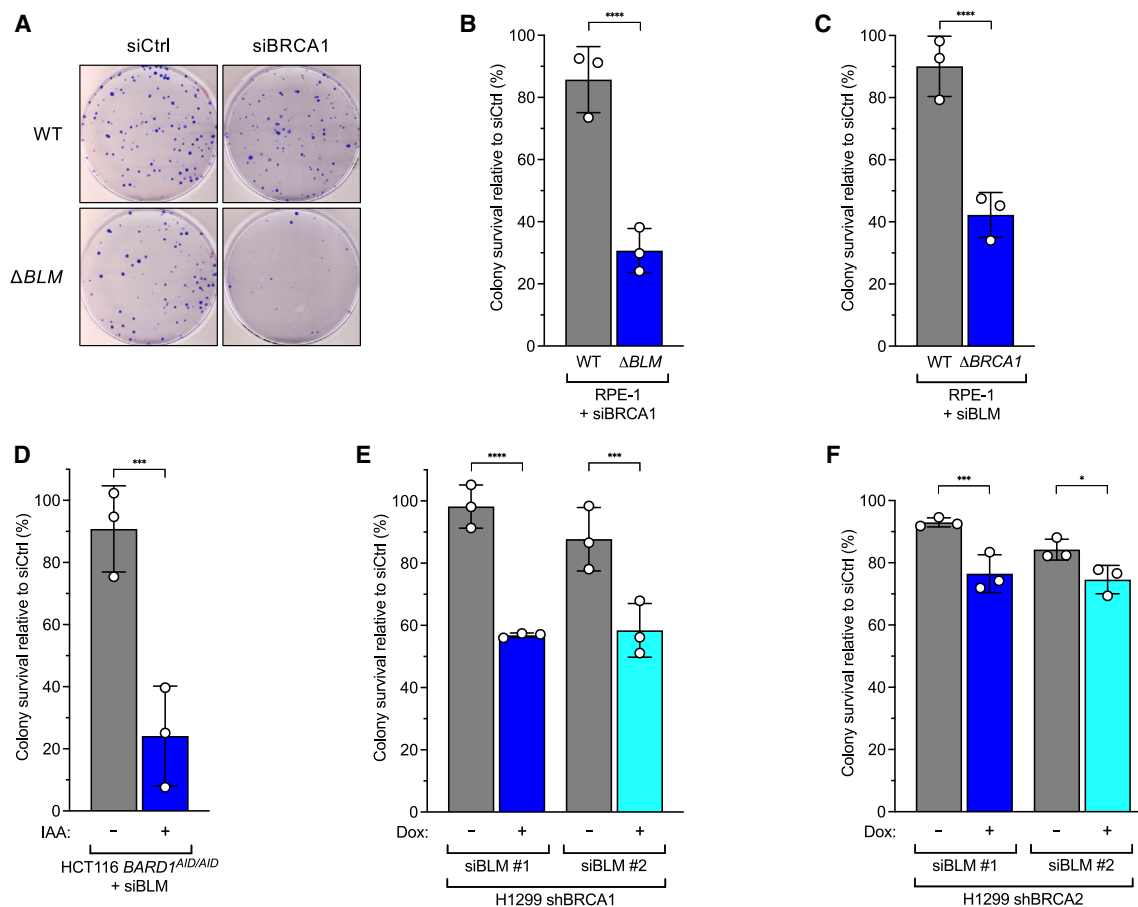 A
siCtrl
siBRCA1
WT
ΔBLM
B
****
Colony survival relative to siCtrl (%)
100
80
60
40
20
0
WT
ΔBLM
RPE-1
+ siBRCA1
C
****
Colony survival relative to siCtrl (%)
100
80
60
40
20
0
WT
ΔBRCA1
RPE-1
+ siBLM
D
***
Colony survival relative to siCtrl (%)
100
80
60
40
20
0
IAA:
–
+
HCT116 BARD1AID/AID
+ siBLM
E
****
***
Colony survival relative to siCtrl (%)
100
80
60
40
20
0
Dox:
–
+
–
+
siBLM #1
siBLM #2
H1299 shBRCA1
F
***
*
Colony survival relative to siCtrl (%)
100
80
60
40
20
0
Dox:
–
+
–
+
siBLM #1
siBLM #2
H1299 shBRCA2